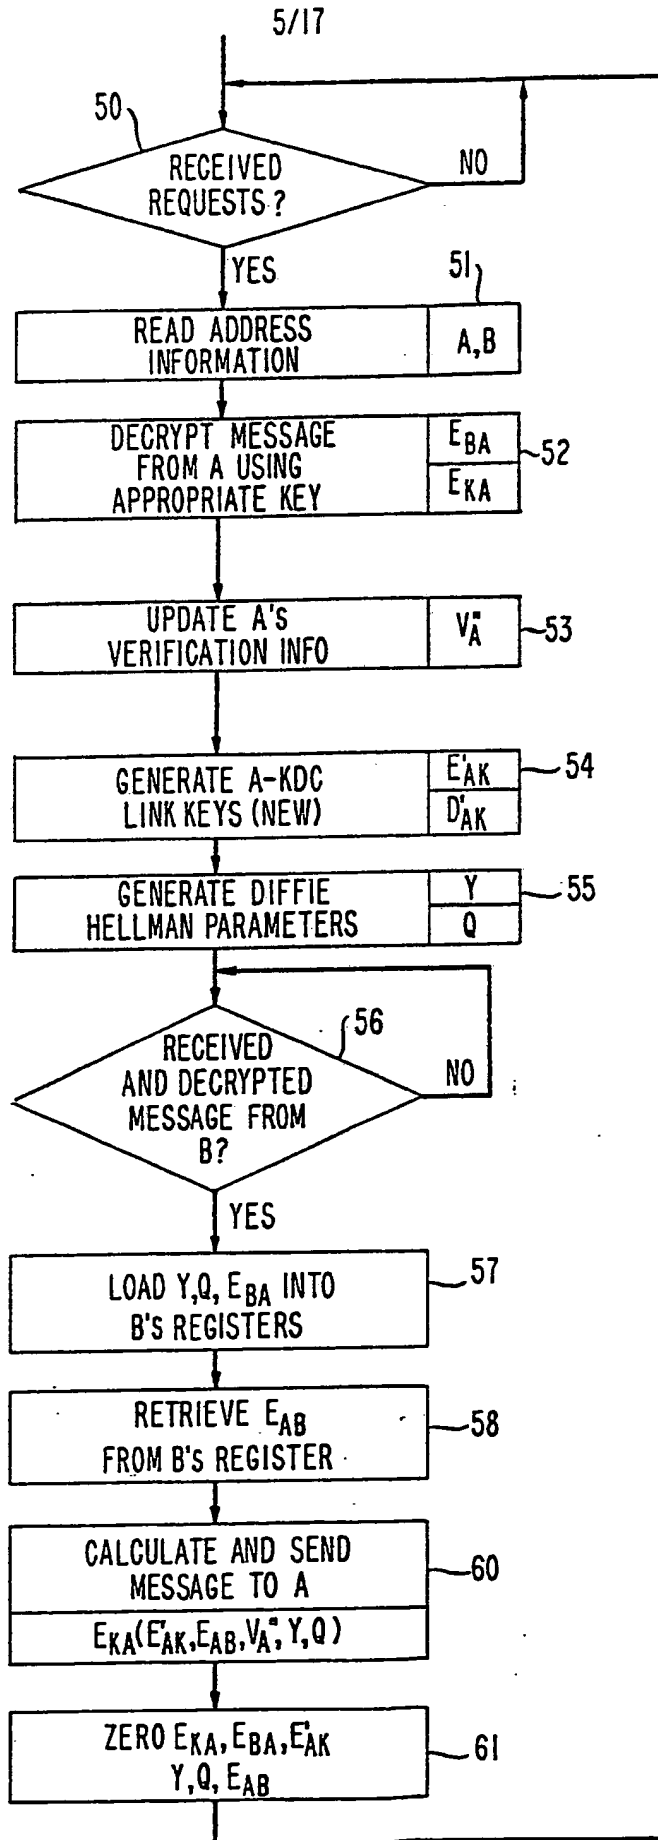 5/17
50
RECEIVED
REQUESTS?
NO
YES
51
READ ADDRESS
INFORMATION
A,B
DECRYPT MESSAGE
FROM A USING
APPROPRIATE KEY
E_BA
E_KA
52
UPDATE A'S
VERIFICATION INFO
V_A"
53
GENERATE A-KDC
LINK KEYS (NEW)
E'_AK
D'_AK
54
GENERATE DIFFIE
HELLMAN PARAMETERS
Y
Q
55
56
RECEIVED
AND DECRYPTED
MESSAGE FROM
B?
NO
YES
LOAD Y,Q, E_BA INTO
B's REGISTERS
57
RETRIEVE E_AB
FROM B's REGISTER
58
CALCULATE AND SEND
MESSAGE TO A
60
E_KA(E'_AK,E_AB,V_A",Y,Q)
ZERO E_KA, E_BA, E'_AK
Y,Q, E_AB
61